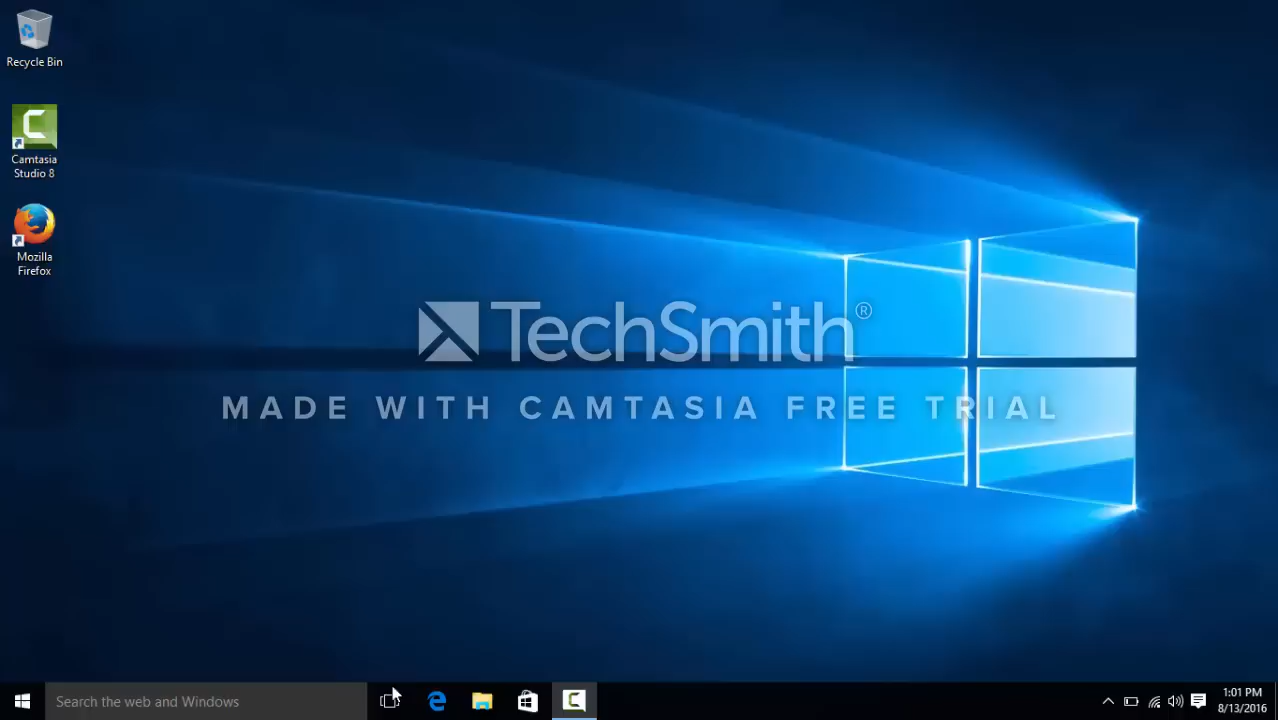 Recycle Bin
Camtasia
Studio 8
Mozilla
Firefox
TechSmith®
MADE WITH CAMTASIA FREE TRIAL
Search the web and Windows
1:01 PM
8/13/2016